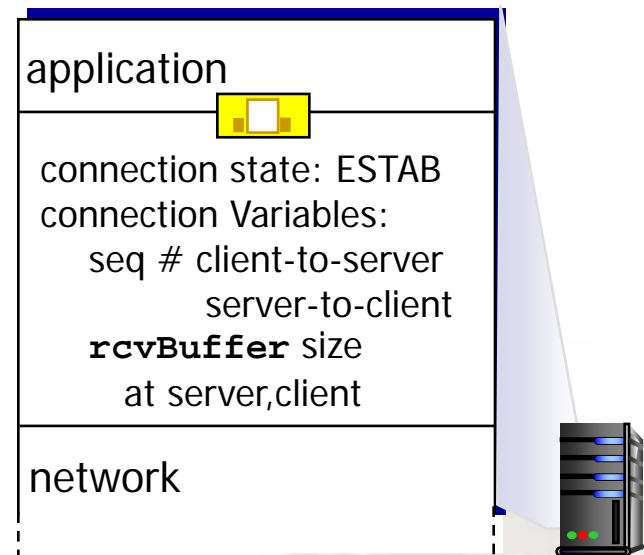 application
connection state: ESTAB
connection Variables:
seq # client-to-server
server-to-client
rcvBuffer size
at server,client
network